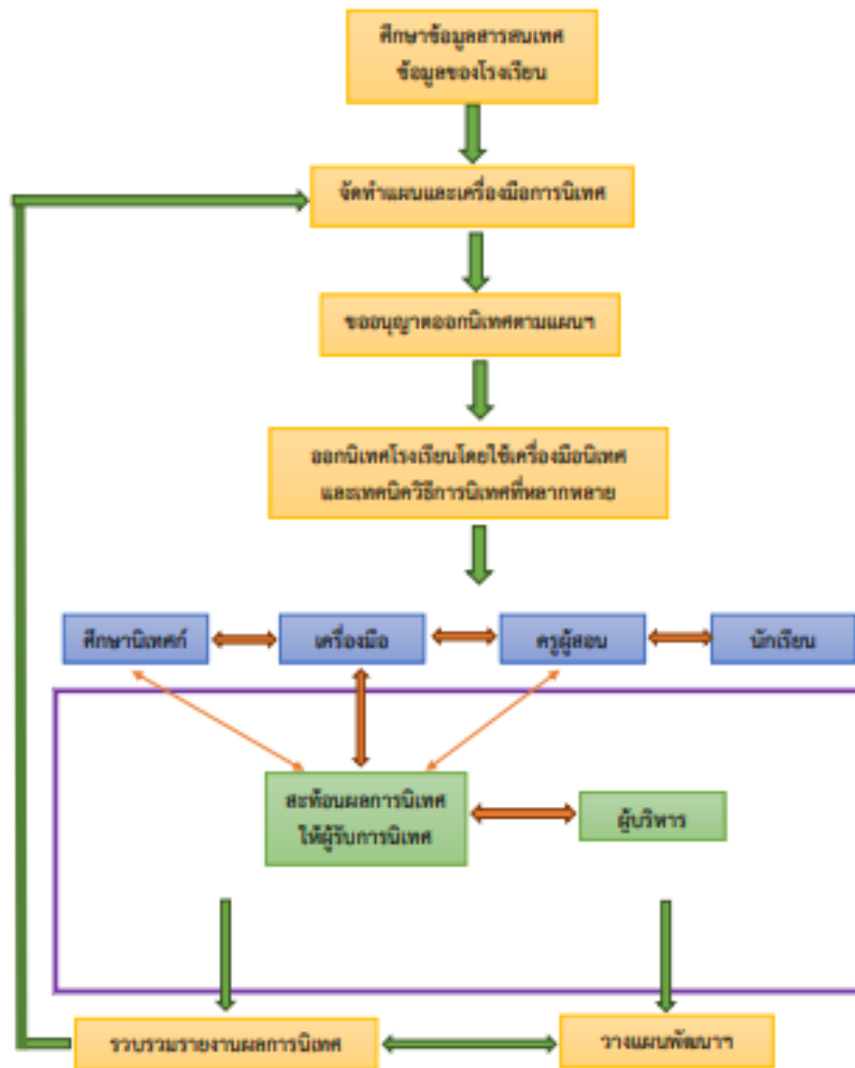 ศึกษาข้อมูลสารสนเทศ
ข้อมูลของโรงเรียน
จัดทำแผนและเครื่องมือการนิเทศ
ขออนุญาตออกนิเทศตามแผนฯ
ออกนิเทศโรงเรียนโดยใช้เครื่องมือนิเทศ
และเทคนิควิธีการนิเทศที่หลากหลาย
ศึกษานิเทศก์
เครื่องมือ
ครูผู้สอน
นักเรียน
สะท้อนผลการนิเทศ
ให้ผู้รับการนิเทศ
ผู้บริหาร
รวบรวมรายงานผลการนิเทศ
วางแผนพัฒนาฯ